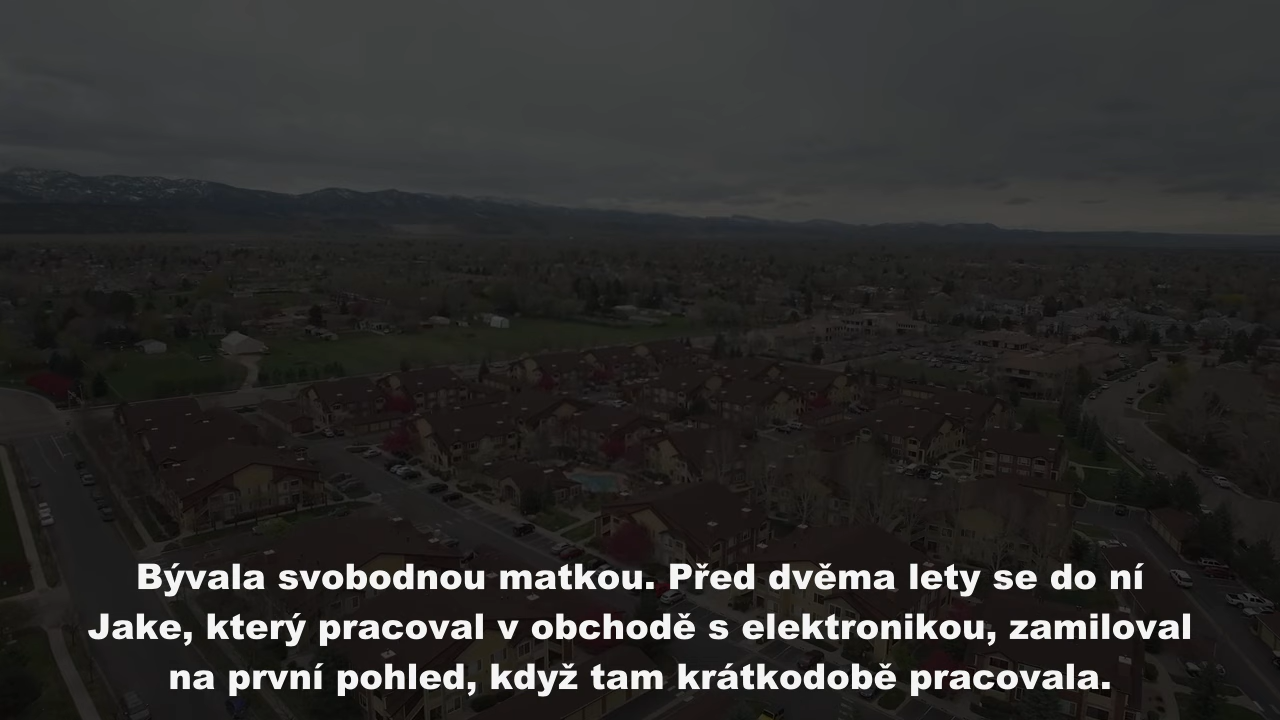 Bývala svobodnou matkou. Před dvěma lety se do ní
Jake, který pracoval v obchodě s elektronikou, zamiloval
na první pohled, když tam krátkodobě pracovala.